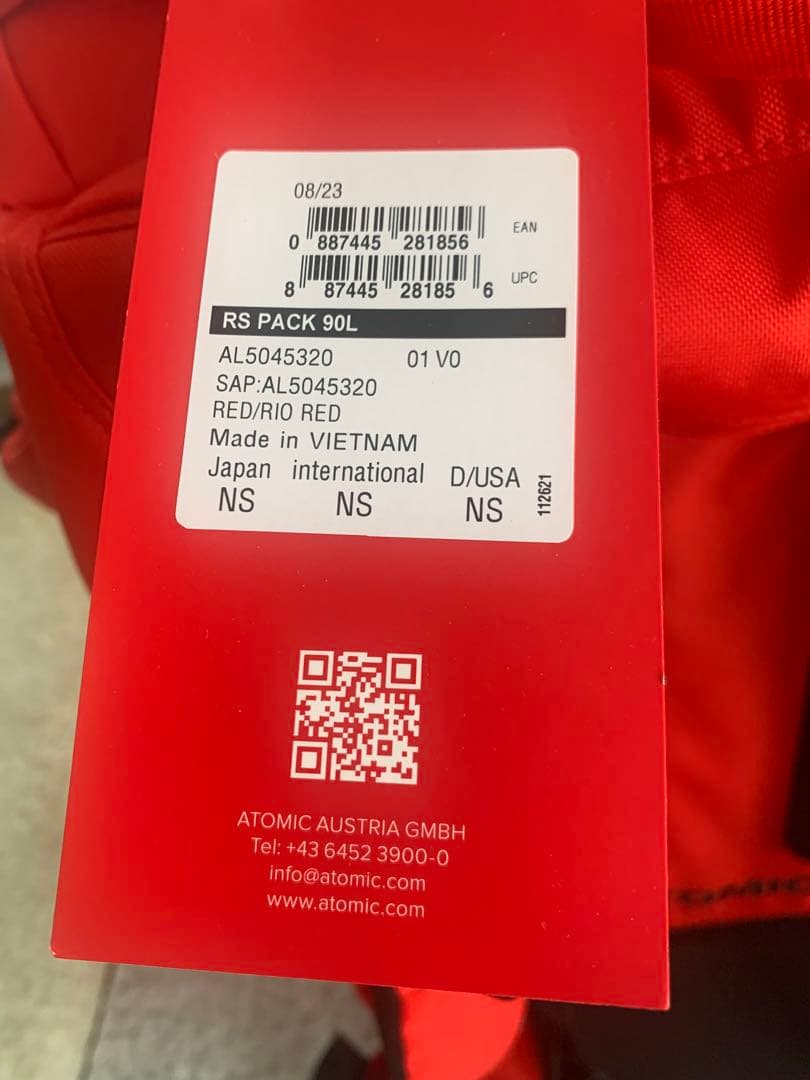 08/23
0 887445 281856 EAN
8 87445 28185 6 UPC
RS PACK 90L
AL5045320 01 V0
SAP:AL5045320
RED/RIO RED
Made in VIETNAM
Japan international D/USA
NS NS NS
112621
ATOMIC AUSTRIA GMBH
Tel: +43 6452 3900-0
info@atomic.com
www.atomic.com